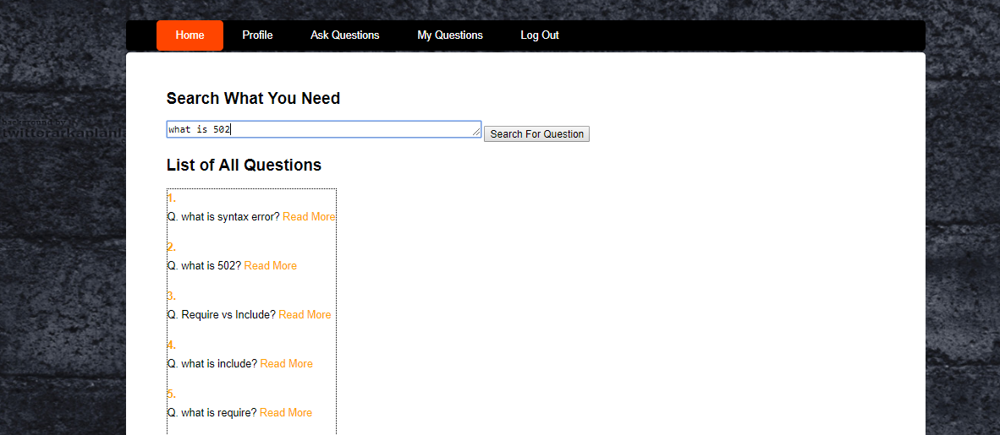 Home Profile Ask Questions My Questions Log Out
Search What You Need
background by
what is 502 Search For Question
List of All Questions
1.
Q. what is syntax error? Read More
2.
Q. what is 502? Read More
3.
Q. Require vs Include? Read More
4.
Q. what is include? Read More
5.
Q. what is require? Read More